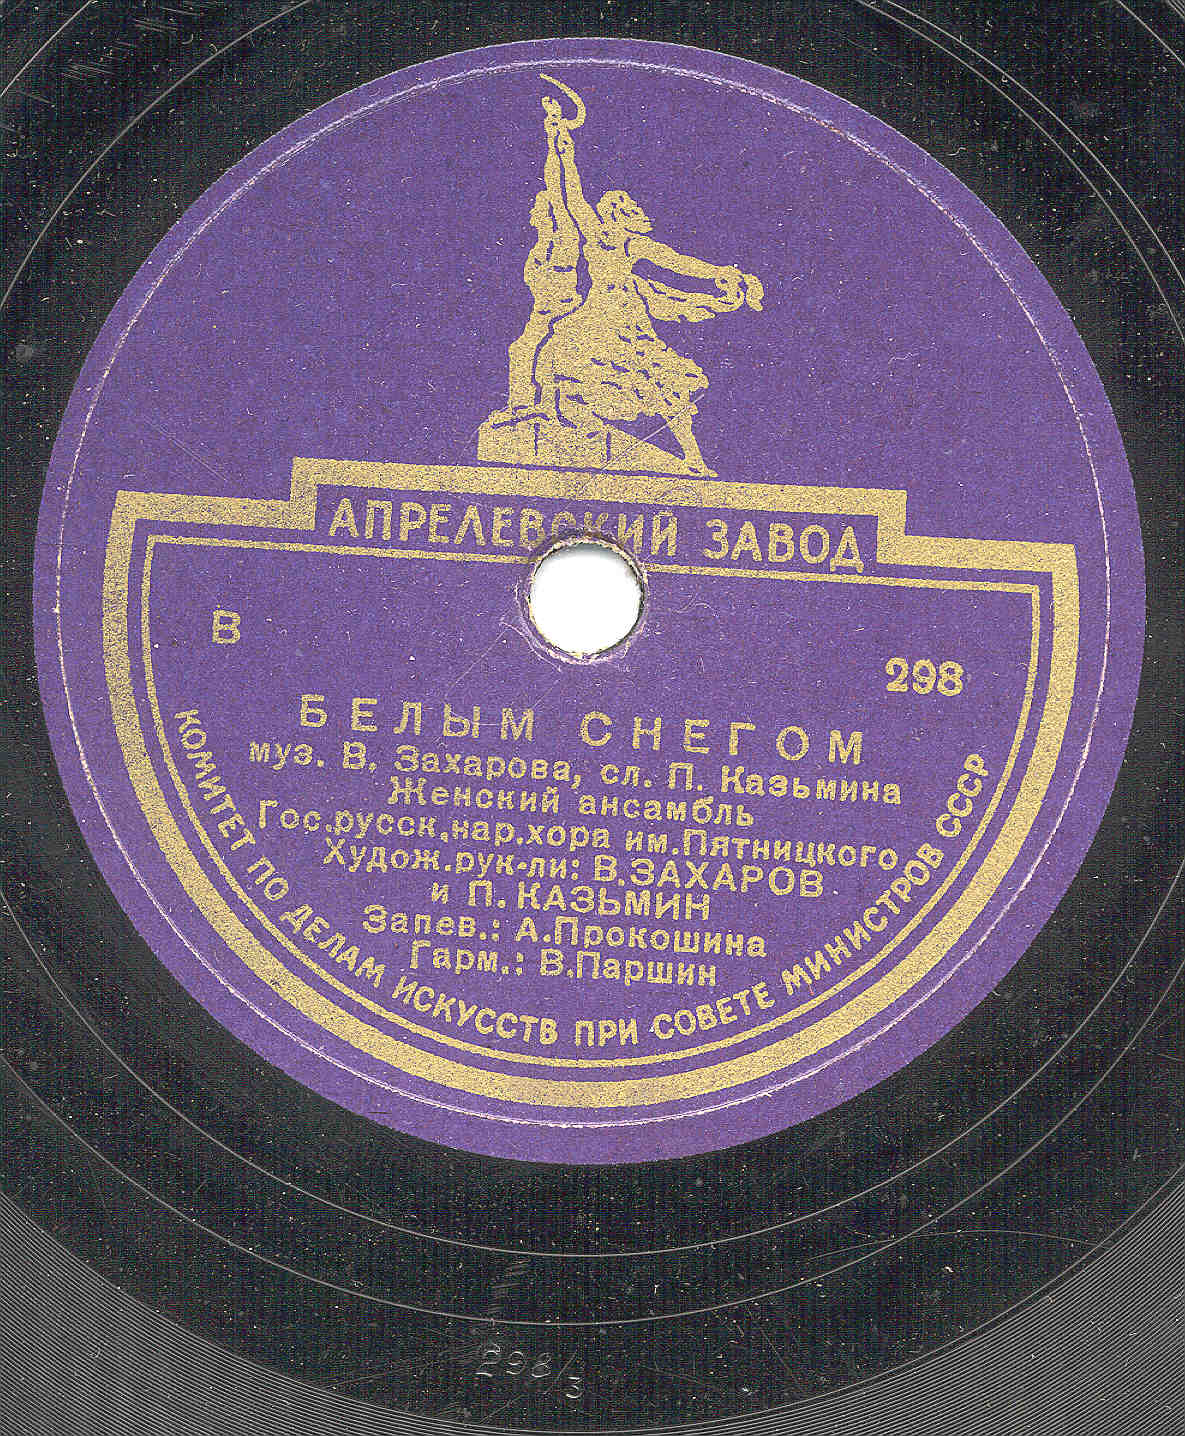 АПРЕЛЕВСКИЙ ЗАВОД
В
298
БЕЛЫМ СНЕГОМ
муз. В. Захарова, сл. П. Казьмина
Женский ансамбль
Гос.русск.нар.хора им.Пятницкого
Худож.рук-ли: В.ЗАХАРОВ
и П.КАЗЬМИН
Запев.: А.Прокошина
Гарм.: В.Паршин
КОМИТЕТ ПО ДЕЛАМ ИСКУССТВ ПРИ СОВЕТЕ МИНИСТРОВ СССР
298/3